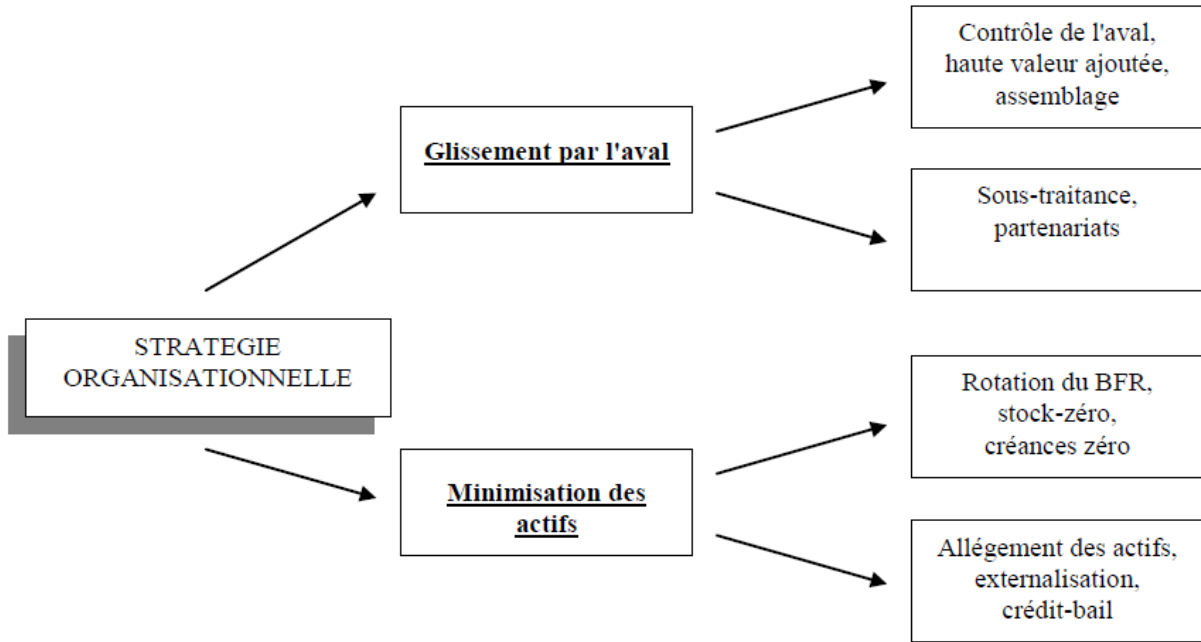 Contrôle de l'aval,
haute valeur ajoutée,
assemblage
Glissement par l'aval
Sous-traitance,
partenariats
STRATEGIE
ORGANISATIONNELLE
Rotation du BFR,
stock-zéro,
créances zéro
Minimisation des
actifs
Allégement des actifs,
externalisation,
crédit-bail